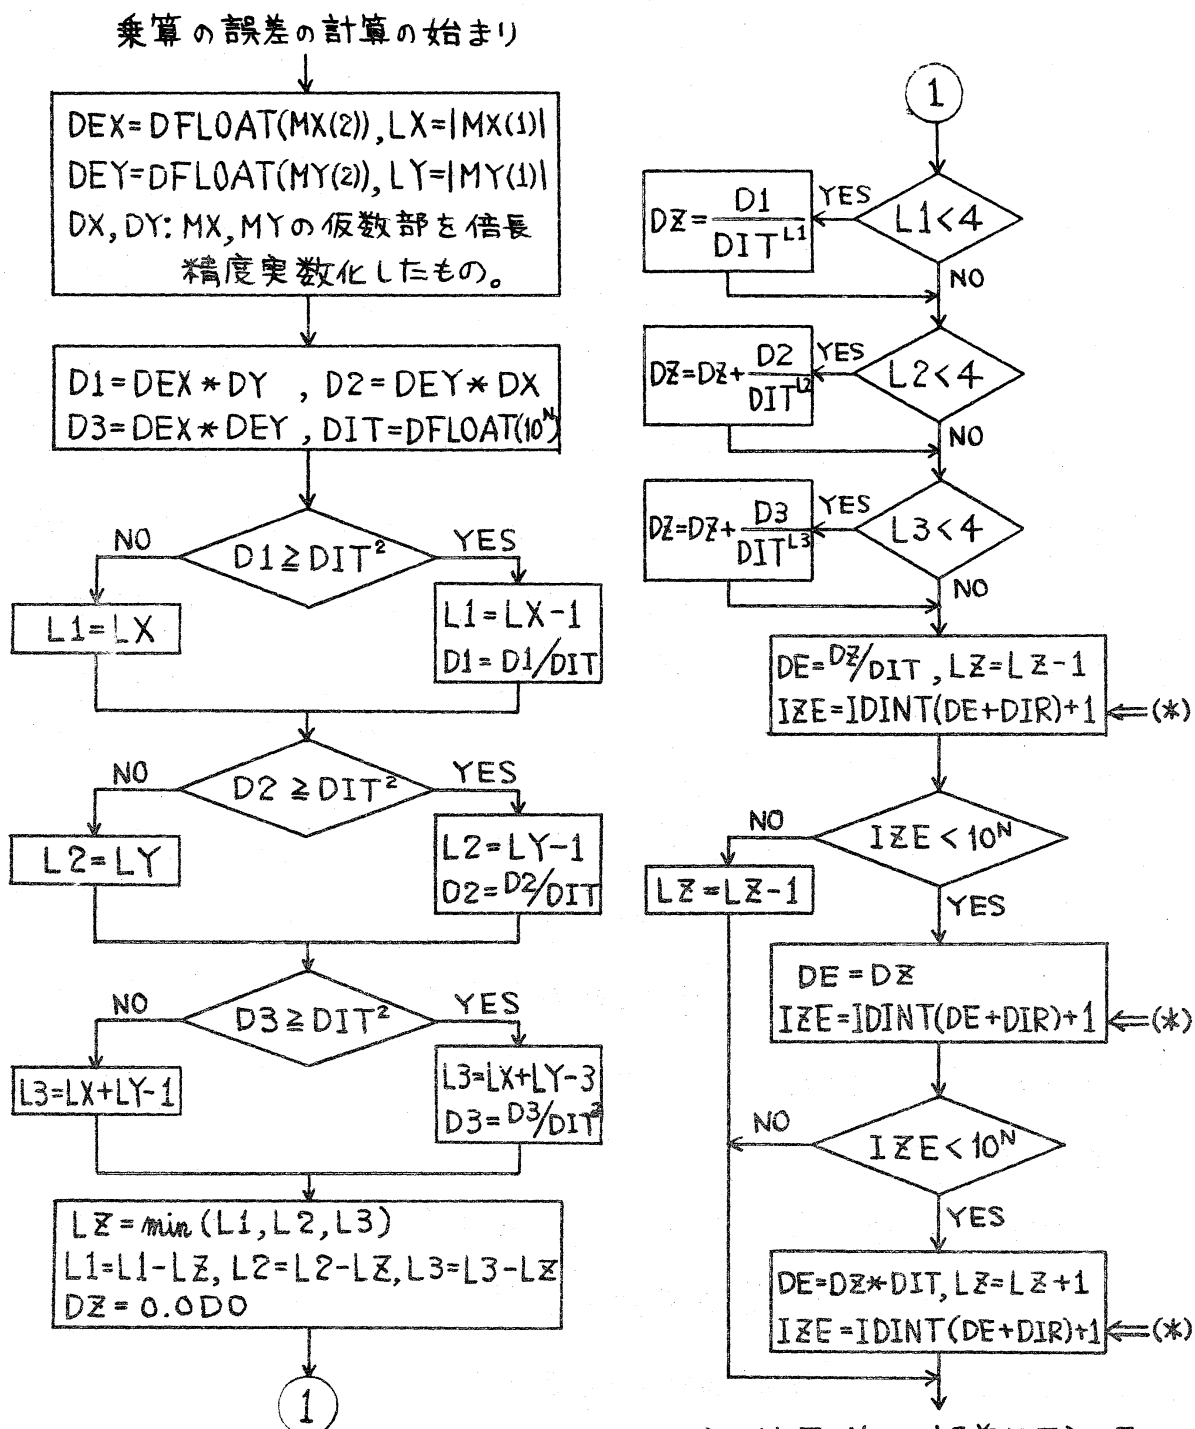 乗算の誤差の計算の始まり
DEX=DFLOAT(MX(2)),LX=|MX(1)|
DEY=DFLOAT(MY(2)),LY=|MY(1)|
DX,DY:MX,MYの仮数部を倍長
精度実数化したもの。
D1=DEX*DY , D2=DEY*DX
D3=DEX*DEY , DIT=DFLOAT(10^N)
NO
D1≧DIT²
YES
L1=LX
L1=LX-1
D1=D1/DIT
NO
D2≧DIT²
YES
L2=LY
L2=LY-1
D2=D2/DIT
NO
D3≧DIT²
YES
L3=LX+LY-1
L3=LX+LY-3
D3=D3/DIT²
LZ=min(L1,L2,L3)
L1=L1-LZ, L2=L2-LZ, L3=L3-LZ
DZ=0.0D0
1
1
L1<4
YES
DZ=D1/DIT^L1
NO
L2<4
YES
DZ=DZ+D2/DIT^L2
NO
L3<4
YES
DZ=DZ+D3/DIT^L3
NO
DE=DZ/DIT , LZ=LZ-1
IZE=IDINT(DE+DIR)+1 ⇐(*)
NO
IZE<10^N
LZ=LZ-1
YES
DE=DZ
IZE=IDINT(DE+DIR)+1 ⇐(*)
NO
IZE<10^N
YES
DE=DZ*DIT, LZ=LZ+1
IZE=IDINT(DE+DIR)+1 ⇐(*)